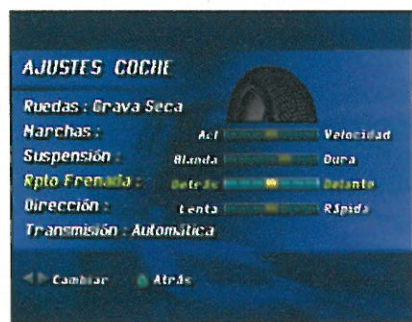 AJUSTES COCHE
Ruedas : Grava Seca
Marchas : Acl Velocidad
Suspensión : Blanda Dura
Rpto Frenada : Detrás Delante
Dirección : Lenta Rápida
Transmisión : Automática
Cambiar Atrás